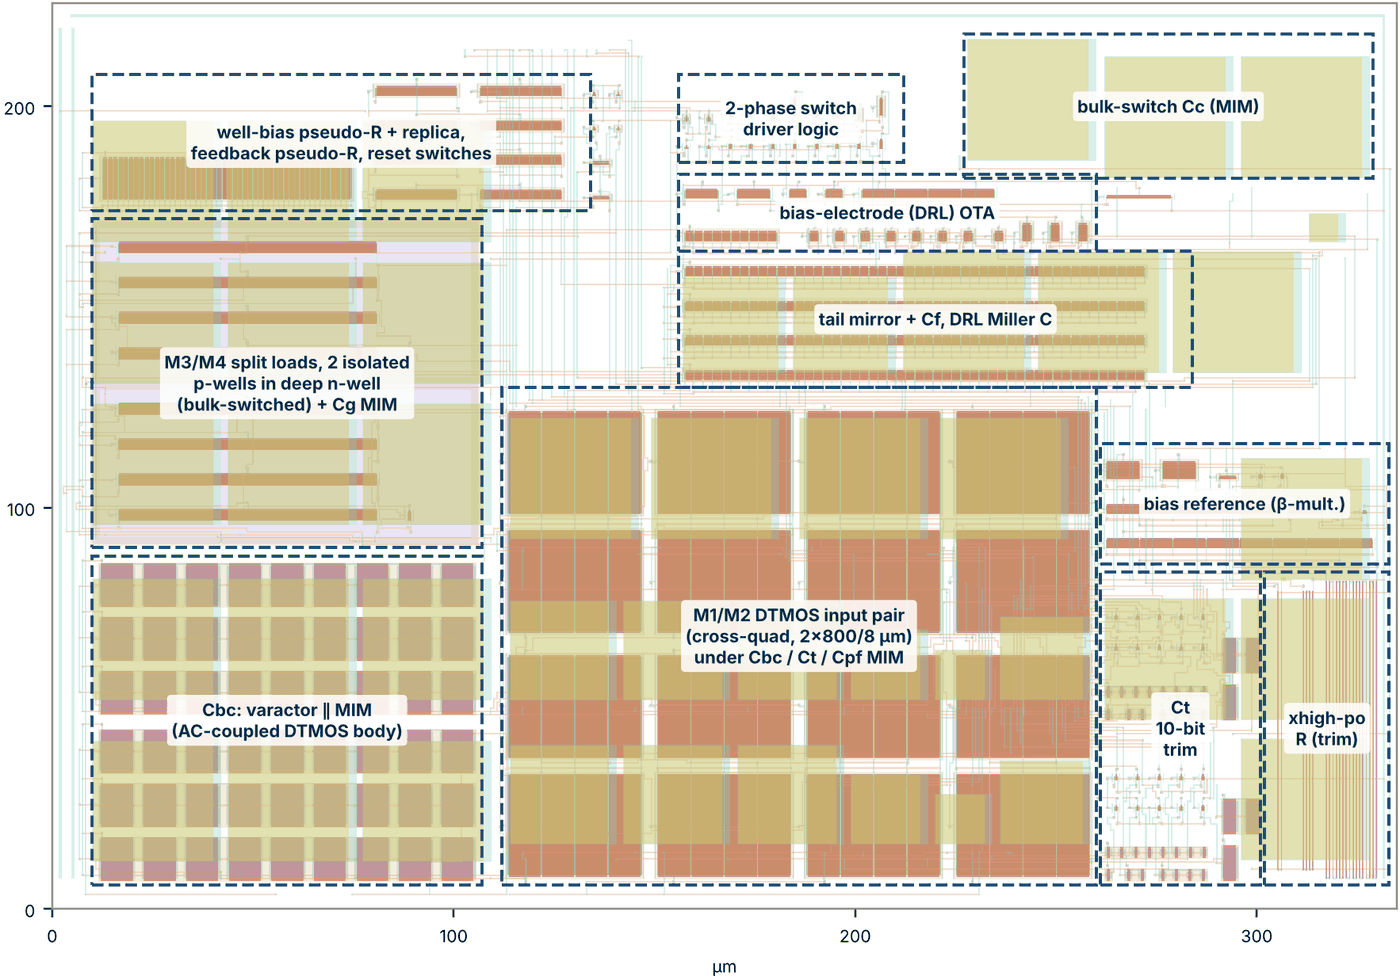 200
100
0
0
100
200
300
µm
well-bias pseudo-R + replica,
feedback pseudo-R, reset switches
2-phase switch
driver logic
bulk-switch Cc (MIM)
bias-electrode (DRL) OTA
tail mirror + Cf, DRL Miller C
M3/M4 split loads, 2 isolated
p-wells in deep n-well
(bulk-switched) + Cg MIM
bias reference (β-mult.)
M1/M2 DTMOS input pair
(cross-quad, 2×800/8 µm)
under Cbc / Ct / Cpf MIM
Cbc: varactor ∥ MIM
(AC-coupled DTMOS body)
Ct
10-bit
trim
xhigh-po
R (trim)